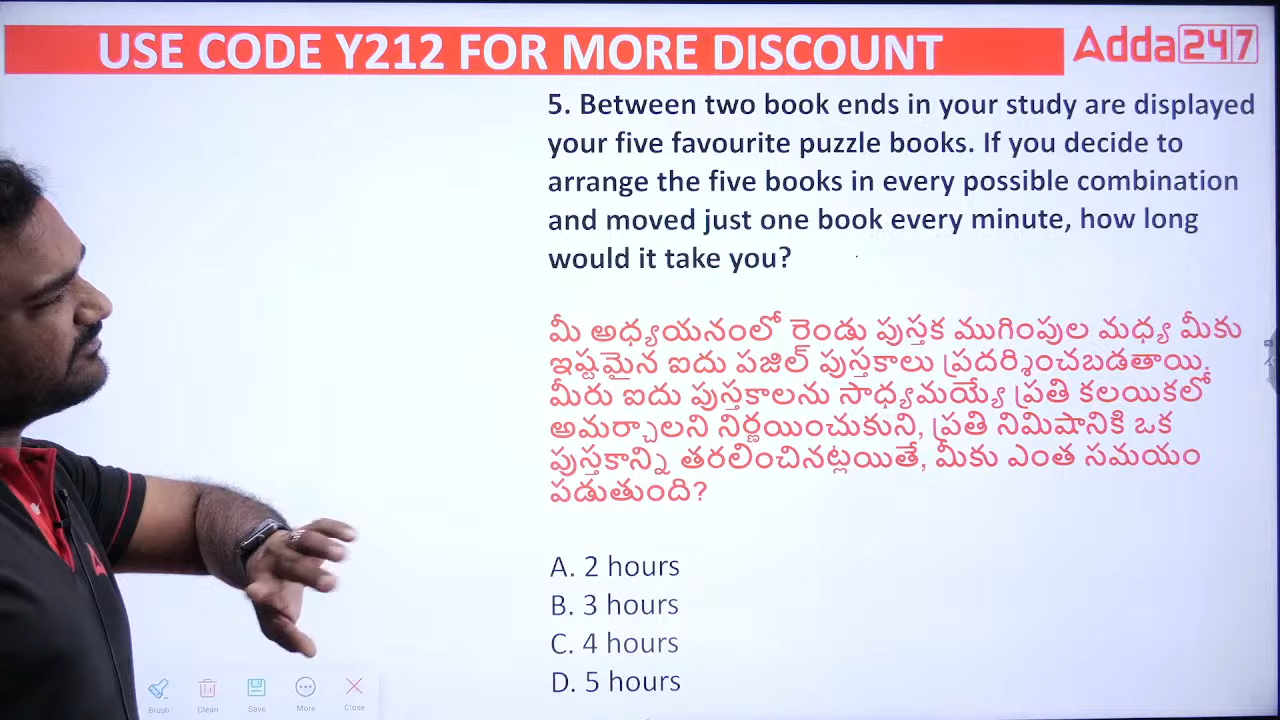 USE CODE Y212 FOR MORE DISCOUNT
Adda 247
5. Between two book ends in your study are displayed
your five favourite puzzle books. If you decide to
arrange the five books in every possible combination
and moved just one book every minute, how long
would it take you?
మీ అధ్యయనంలో రెండు పుస్తక ముగింపుల మధ్య మీకు
ఇష్టమైన ఐదు పజిల్ పుస్తకాలు ప్రదర్శించబడతాయి.
మీరు ఐదు పుస్తకాలను సాధ్యమయ్యే ప్రతి కలయికలో
అమర్చాలని నిర్ణయించుకుని, ప్రతి నిమిషానికి ఒక
పుస్తకాన్ని తరలించినట్లయితే, మీకు ఎంత సమయం
పడుతుంది?
A. 2 hours
B. 3 hours
C. 4 hours
D. 5 hours
Brush
Clean
Save
More
Close